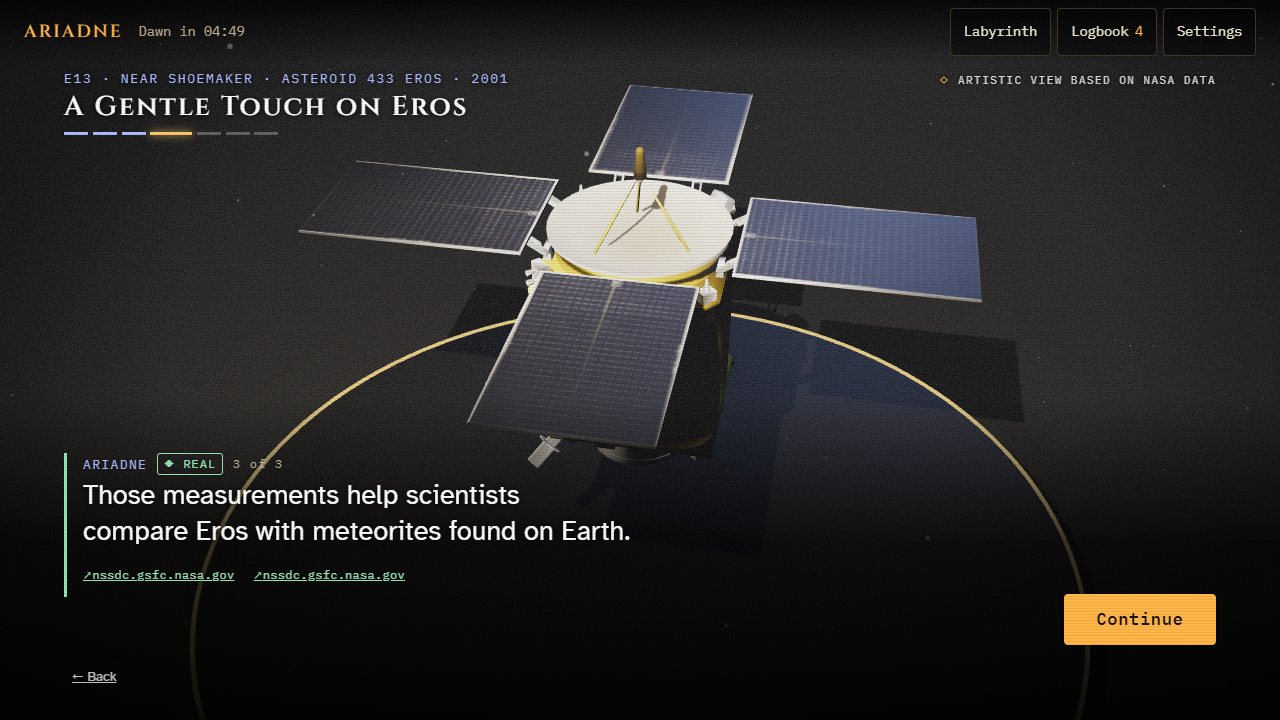 ARIADNE Dawn in 04:49 Labyrinth Logbook 4 Settings
E13 · NEAR SHOEMAKER · ASTEROID 433 EROS · 2001
◇ ARTISTIC VIEW BASED ON NASA DATA
A Gentle Touch on Eros
ARIADNE ◆ REAL 3 of 3
Those measurements help scientists
compare Eros with meteorites found on Earth.
↗nssdc.gsfc.nasa.gov ↗nssdc.gsfc.nasa.gov
Continue
← Back